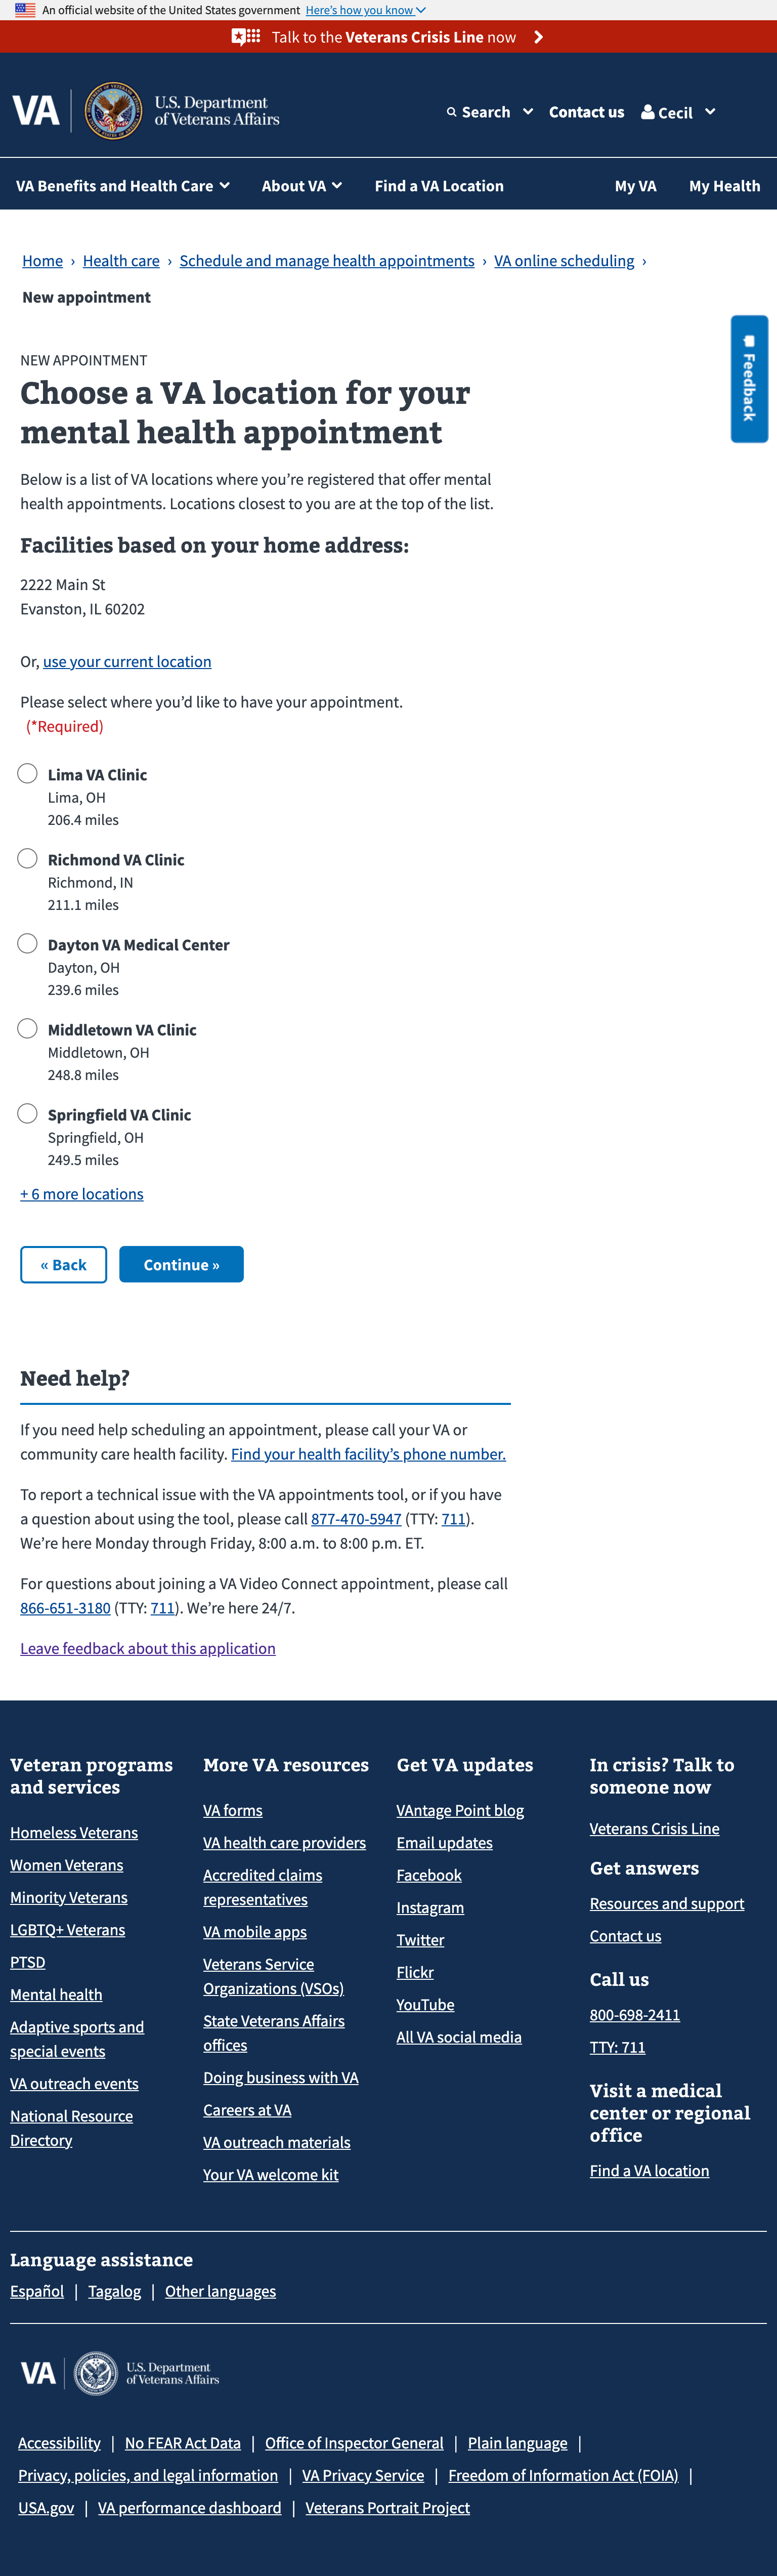 An official website of the United States government Here's how you know
Talk to the Veterans Crisis Line now
VA U.S. Department
of Veterans Affairs
Search Contact us Cecil
VA Benefits and Health Care About VA Find a VA Location My VA My Health
Home › Health care › Schedule and manage health appointments › VA online scheduling ›
New appointment
Feedback
NEW APPOINTMENT
Choose a VA location for your
mental health appointment
Below is a list of VA locations where you're registered that offer mental
health appointments. Locations closest to you are at the top of the list.
Facilities based on your home address:
2222 Main St
Evanston, IL 60202
Or, use your current location
Please select where you'd like to have your appointment.
(*Required)
Lima VA Clinic
Lima, OH
206.4 miles
Richmond VA Clinic
Richmond, IN
211.1 miles
Dayton VA Medical Center
Dayton, OH
239.6 miles
Middletown VA Clinic
Middletown, OH
248.8 miles
Springfield VA Clinic
Springfield, OH
249.5 miles
+ 6 more locations
« Back Continue »
Need help?
If you need help scheduling an appointment, please call your VA or
community care health facility. Find your health facility's phone number.
To report a technical issue with the VA appointments tool, or if you have
a question about using the tool, please call 877-470-5947 (TTY: 711).
We're here Monday through Friday, 8:00 a.m. to 8:00 p.m. ET.
For questions about joining a VA Video Connect appointment, please call
866-651-3180 (TTY: 711). We're here 24/7.
Leave feedback about this application
Veteran programs
and services
Homeless Veterans
Women Veterans
Minority Veterans
LGBTQ+ Veterans
PTSD
Mental health
Adaptive sports and
special events
VA outreach events
National Resource
Directory
More VA resources
VA forms
VA health care providers
Accredited claims
representatives
VA mobile apps
Veterans Service
Organizations (VSOs)
State Veterans Affairs
offices
Doing business with VA
Careers at VA
VA outreach materials
Your VA welcome kit
Get VA updates
VAntage Point blog
Email updates
Facebook
Instagram
Twitter
Flickr
YouTube
All VA social media
In crisis? Talk to
someone now
Veterans Crisis Line
Get answers
Resources and support
Contact us
Call us
800-698-2411
TTY: 711
Visit a medical
center or regional
office
Find a VA location
Language assistance
Español | Tagalog | Other languages
VA U.S. Department
of Veterans Affairs
Accessibility | No FEAR Act Data | Office of Inspector General | Plain language |
Privacy, policies, and legal information | VA Privacy Service | Freedom of Information Act (FOIA) |
USA.gov | VA performance dashboard | Veterans Portrait Project